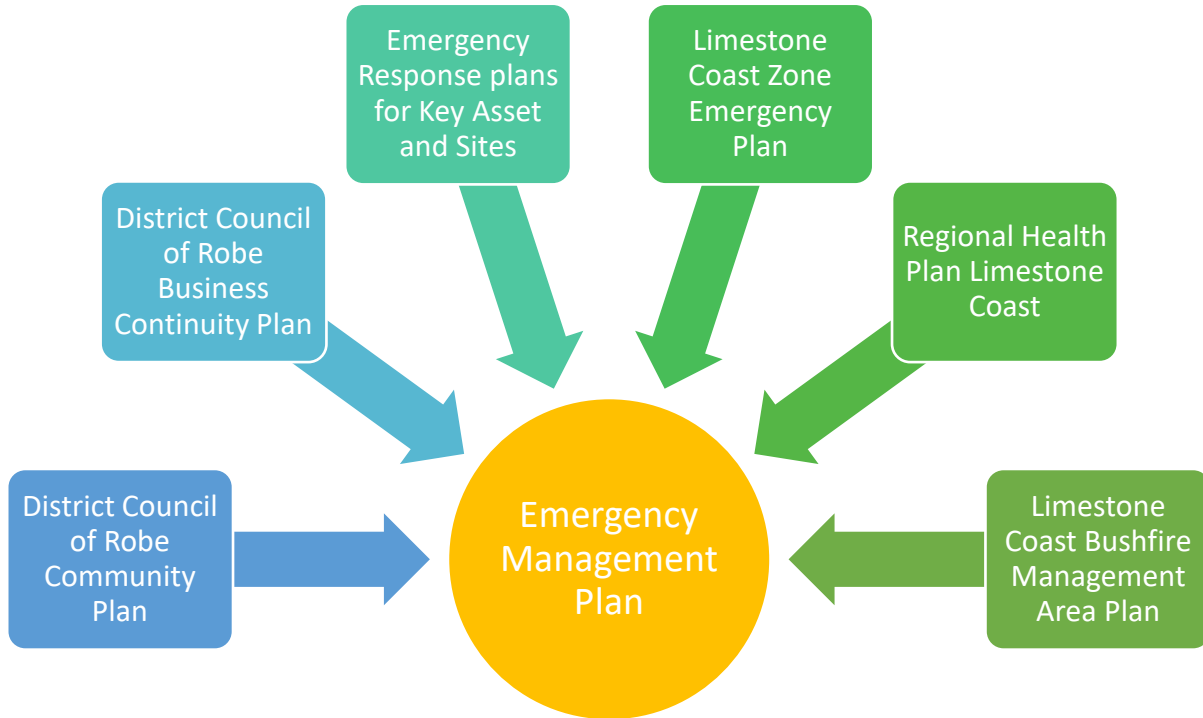 Emergency
Response plans
for Key Asset
and Sites
Limestone
Coast Zone
Emergency
Plan
District Council
of Robe
Business
Continuity Plan
Regional Health
Plan Limestone
Coast
District Council
of Robe
Community
Plan
Emergency
Management
Plan
Limestone
Coast Bushfire
Management
Area Plan